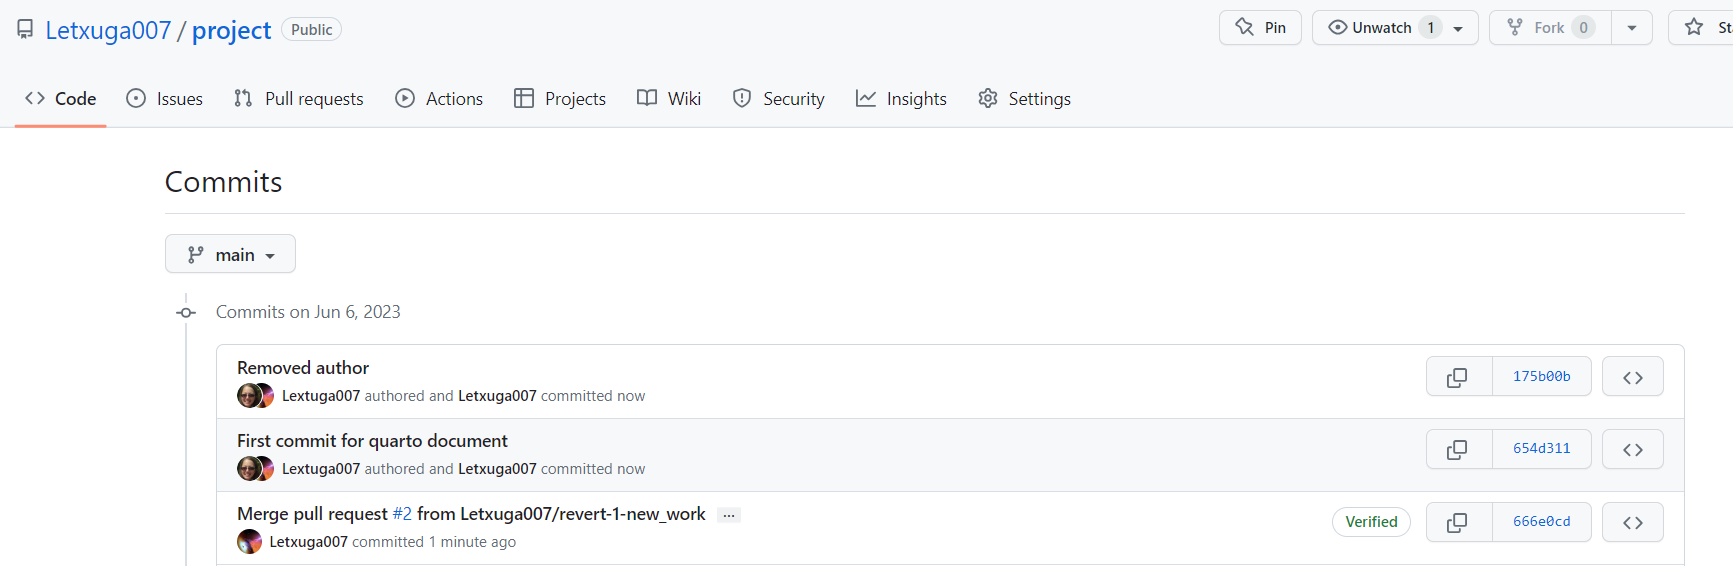 Letxuga007 / project Public Pin Unwatch 1 Fork 0
Code Issues Pull requests Actions Projects Wiki Security Insights Settings
Commits
main
Commits on Jun 6, 2023
Removed author
175b00b
Lextuga007 authored and Letxuga007 committed now
First commit for quarto document
654d311
Lextuga007 authored and Letxuga007 committed now
Merge pull request #2 from Letxuga007/revert-1-new_work ...
Verified 666e0cd
Letxuga007 committed 1 minute ago